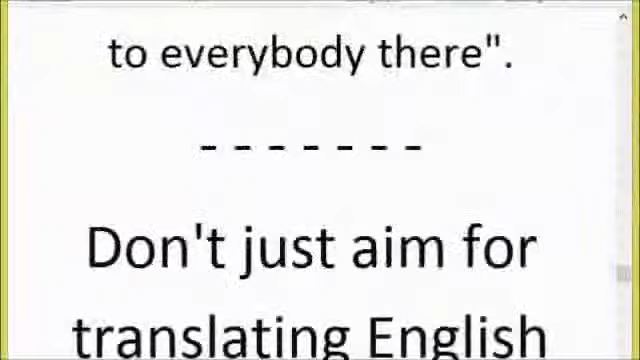 to everybody there".
- - - - - - -
Don't just aim for
translating English